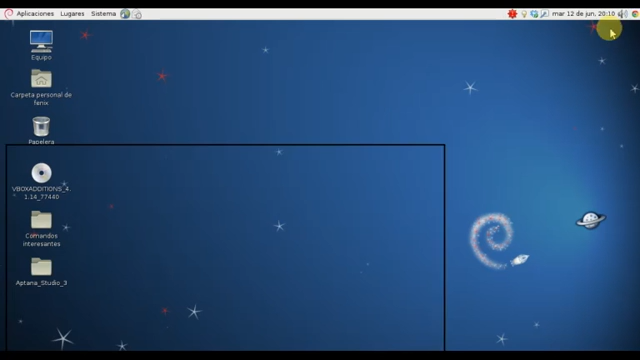 Aplicaciones Lugares Sistema
mar 12 de jun, 20:10
Equipo
Carpeta personal de
fenix
Papelera
VBOXADDITIONS_4.
1.14_77440
Comandos
interesantes
Aptana_Studio_3